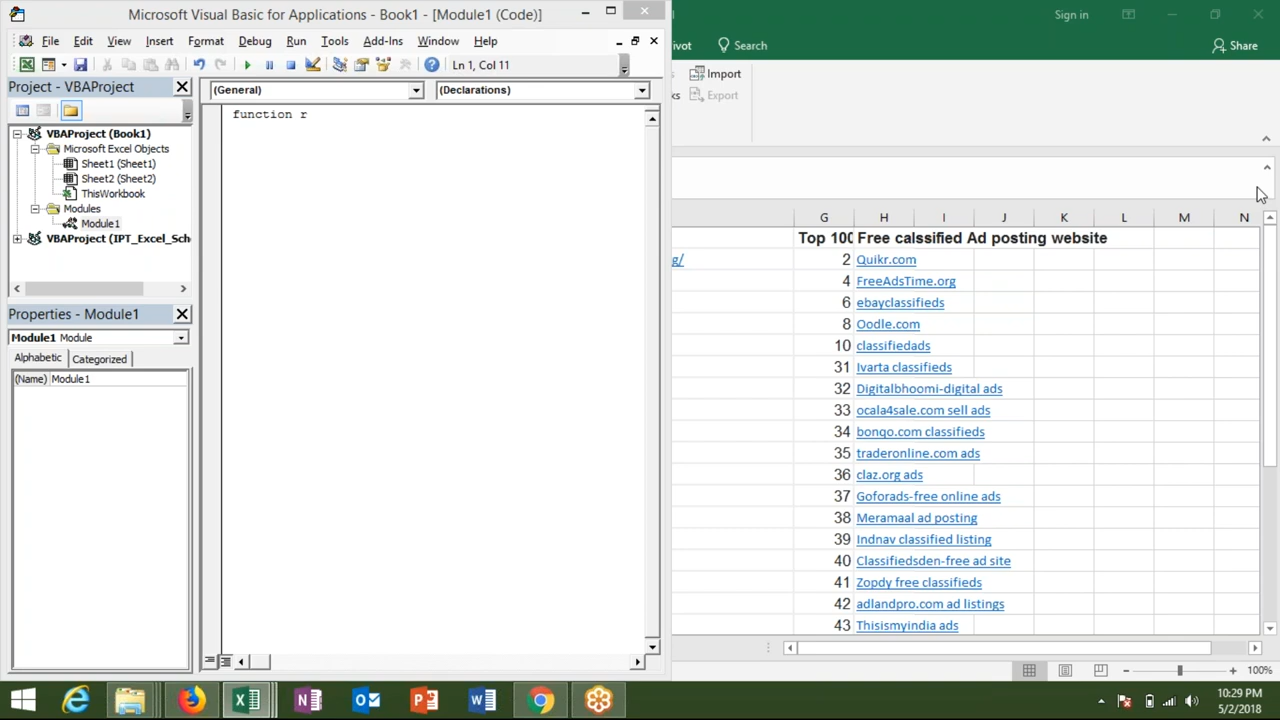 Microsoft Visual Basic for Applications - Book1 - [Module1 (Code)]
File Edit View Insert Format Debug Run Tools Add-Ins Window Help
Ln 1, Col 11
Project - VBAProject
VBAProject (Book1)
Microsoft Excel Objects
Sheet1 (Sheet1)
Sheet2 (Sheet2)
ThisWorkbook
Modules
Module1
VBAProject (IPT_Excel_Sch
Properties - Module1
Module1 Module
Alphabetic Categorized
(Name) Module1
(General) (Declarations)
function r
Sign in
ivot Search Share
Import
ks Export
G H I J K L M N
Top 100 Free calssified Ad posting website
g/ 2 Quikr.com
4 FreeAdsTime.org
6 ebayclassifieds
8 Oodle.com
10 classifiedads
31 Ivarta classifieds
32 Digitalbhoomi-digital ads
33 ocala4sale.com sell ads
34 bonqo.com classifieds
35 traderonline.com ads
36 claz.org ads
37 Goforads-free online ads
38 Meramaal ad posting
39 Indnav classified listing
40 Classifiedsden-free ad site
41 Zopdy free classifieds
42 adlandpro.com ad listings
43 Thisismyindia ads
100%
10:29 PM
5/2/2018